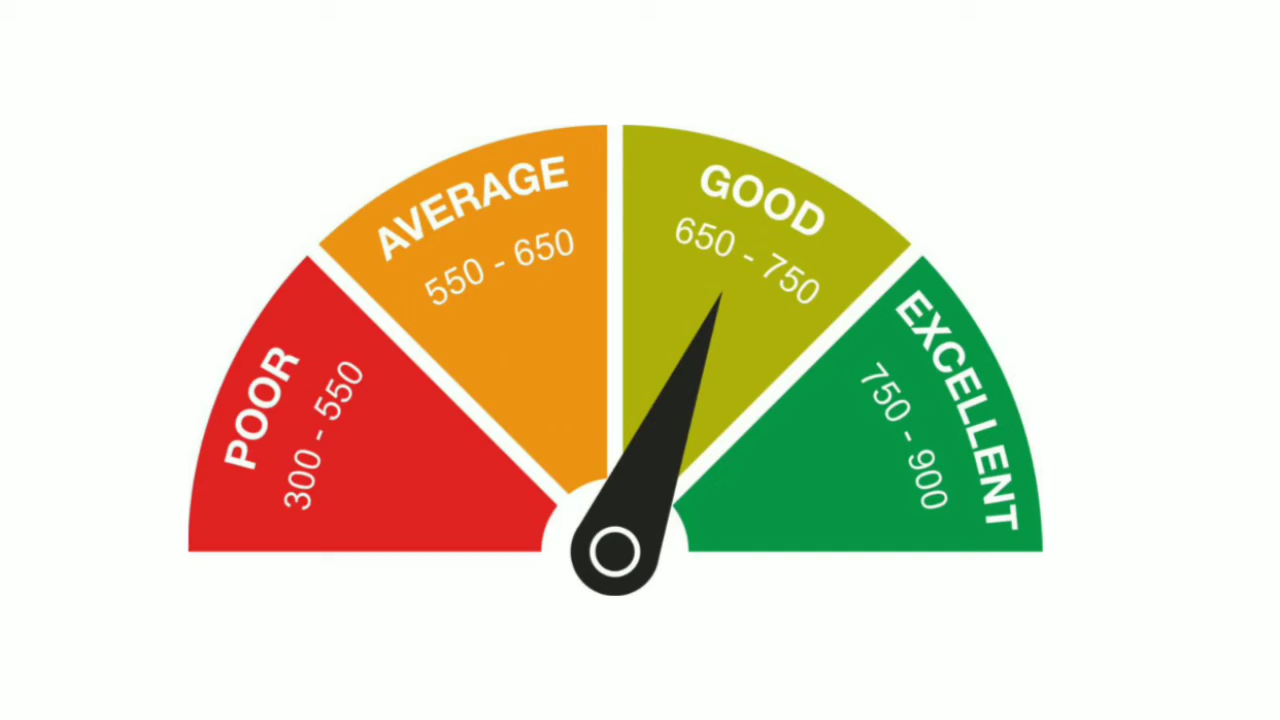 POOR
300 - 550
AVERAGE
550 - 650
GOOD
650 - 750
EXCELLENT
750 - 900